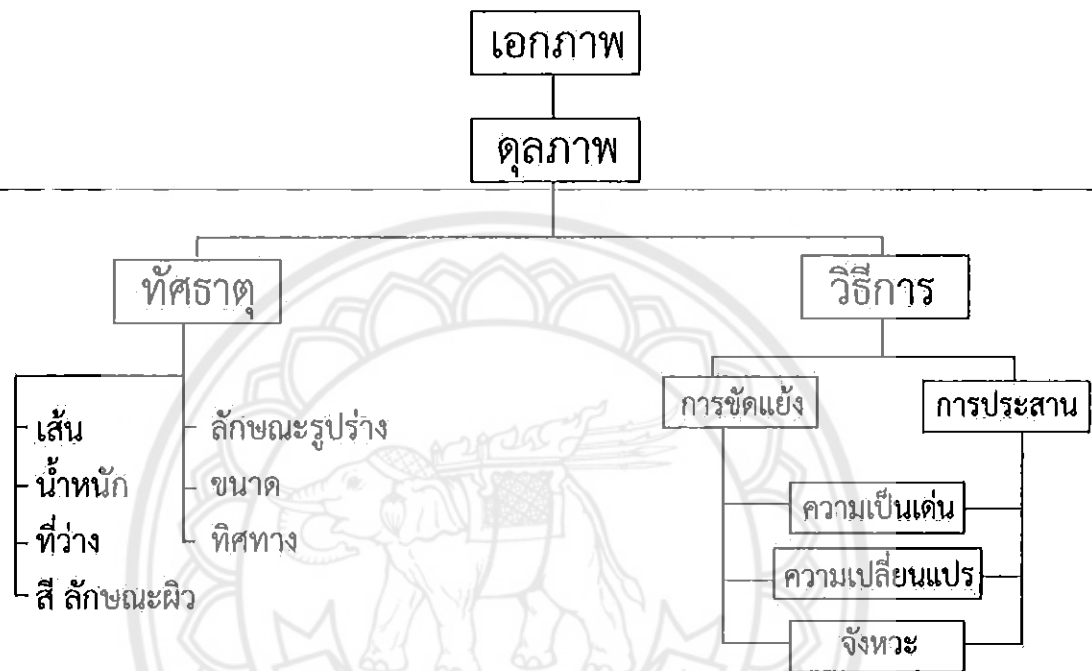 เอกภาพ
ดุลภาพ
ทัศธาตุ
วิธีการ
เส้น
น้ำหนัก
ที่ว่าง
สี ลักษณะผิว
ลักษณะรูปร่าง
ขนาด
ทิศทาง
การขัดแย้ง
การประสาน
ความเป็นเด่น
ความเปลี่ยนแปร
จังหวะ